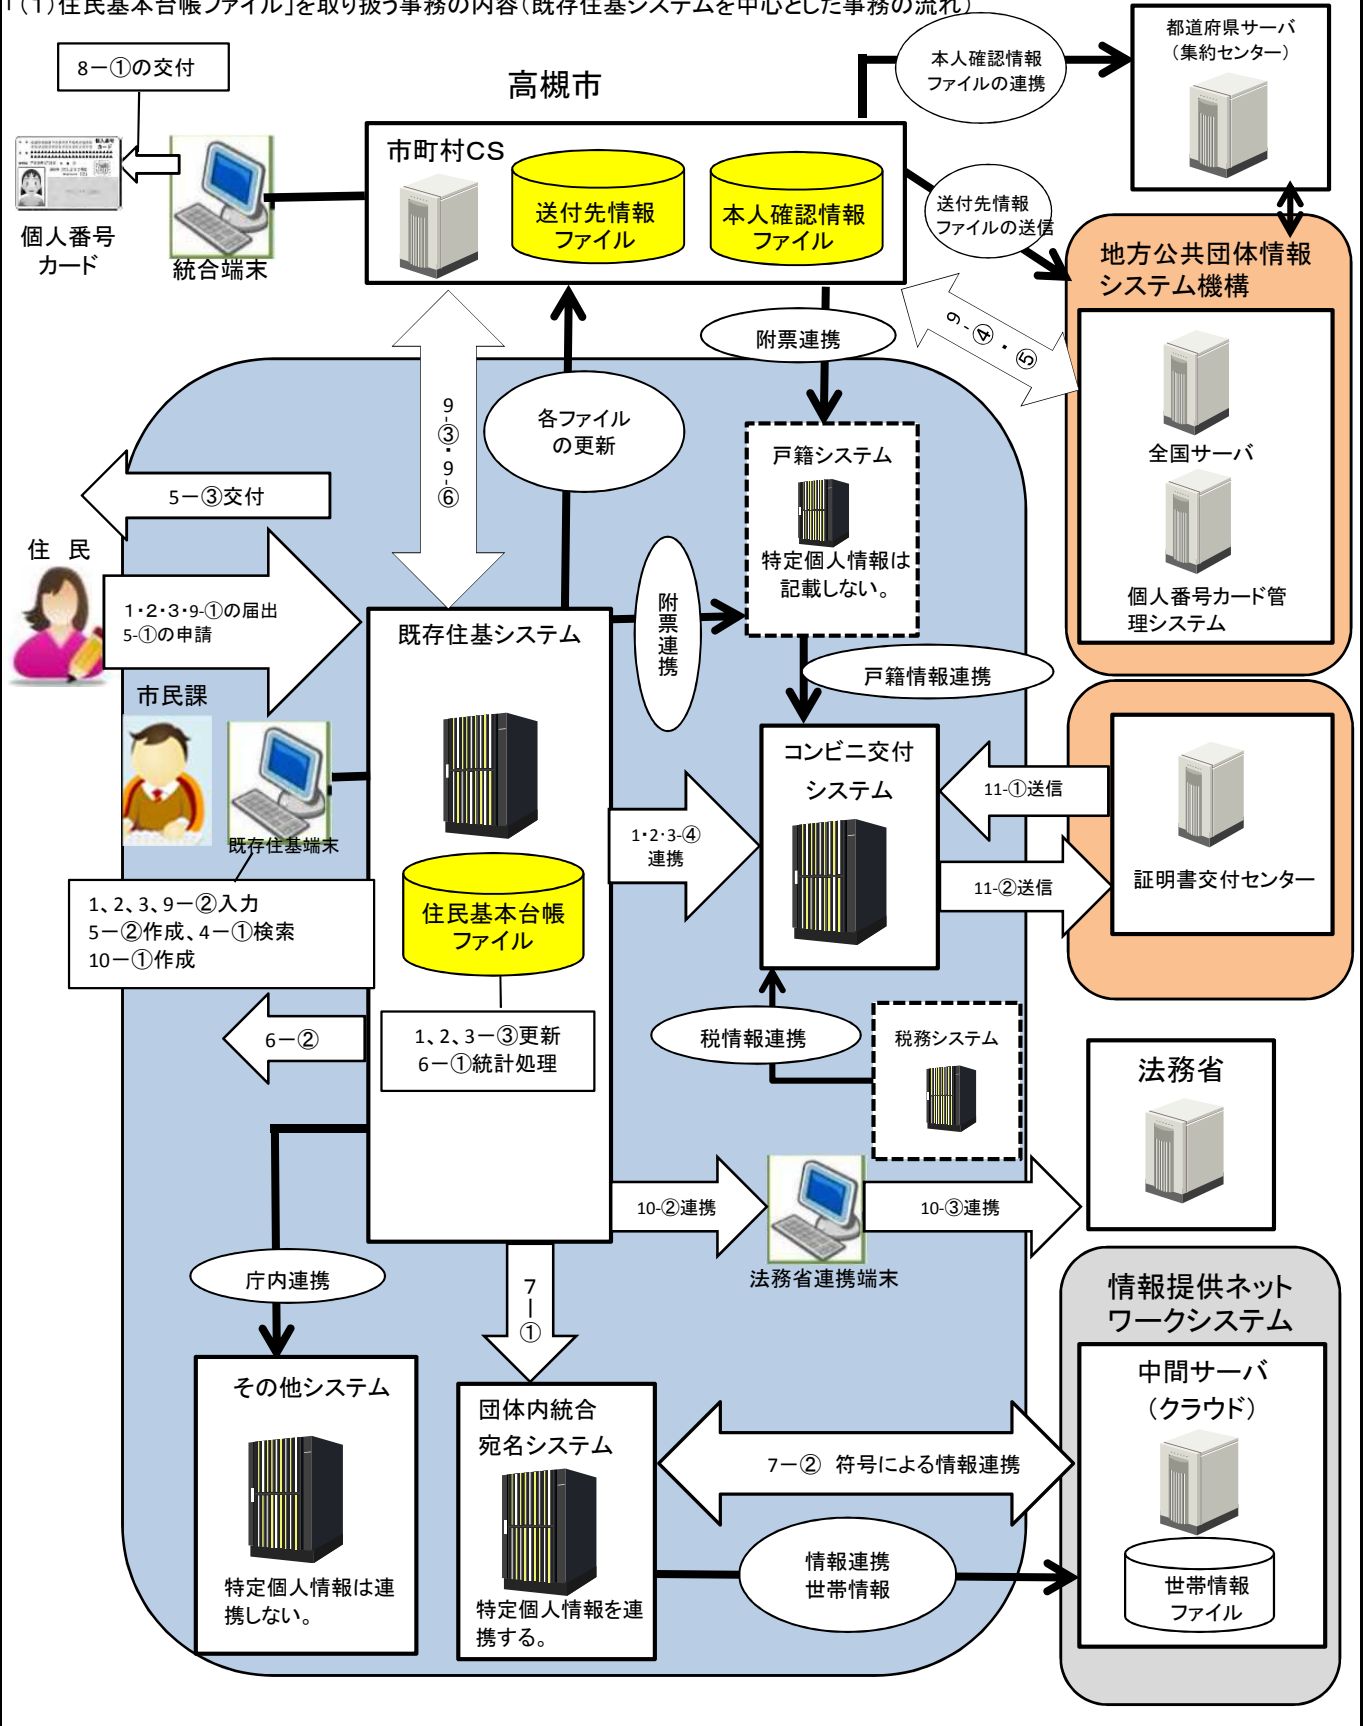 「(1)住民基本台帳ファイル」を取り扱う事務の内容(既存住基システムを中心とした事務の流れ)
8－①の交付
高槻市
本人確認情報
ファイルの連携
都道府県サーバ
(集約センター)
市町村CS
送付先情報
ファイル
本人確認情報
ファイル
送付先情報
ファイルの送信
個人番号
カード
統合端末
地方公共団体情報
システム機構
9-④・⑤
附票連携
9-③・9-⑥
各ファイル
の更新
戸籍システム
特定個人情報は
記載しない。
全国サーバ
個人番号カード管
理システム
5－③交付
住　民
1・2・3・9-①の届出
5-①の申請
既存住基システム
附票連携
戸籍情報連携
市民課
既存住基端末
コンビニ交付
システム
11-①送信
1・2・3-④
連携
11-②送信
証明書交付センター
1、2、3、9－②入力
5－②作成、4－①検索
10－①作成
住民基本台帳
ファイル
6－②
1、2、3－③更新
6－①統計処理
税情報連携
税務システム
法務省
10-②連携
10-③連携
法務省連携端末
庁内連携
7－①
情報提供ネット
ワークシステム
その他システム
特定個人情報は連
携しない。
団体内統合
宛名システム
特定個人情報を連
携する。
7－②　符号による情報連携
中間サーバ
(クラウド)
情報連携
世帯情報
世帯情報
ファイル